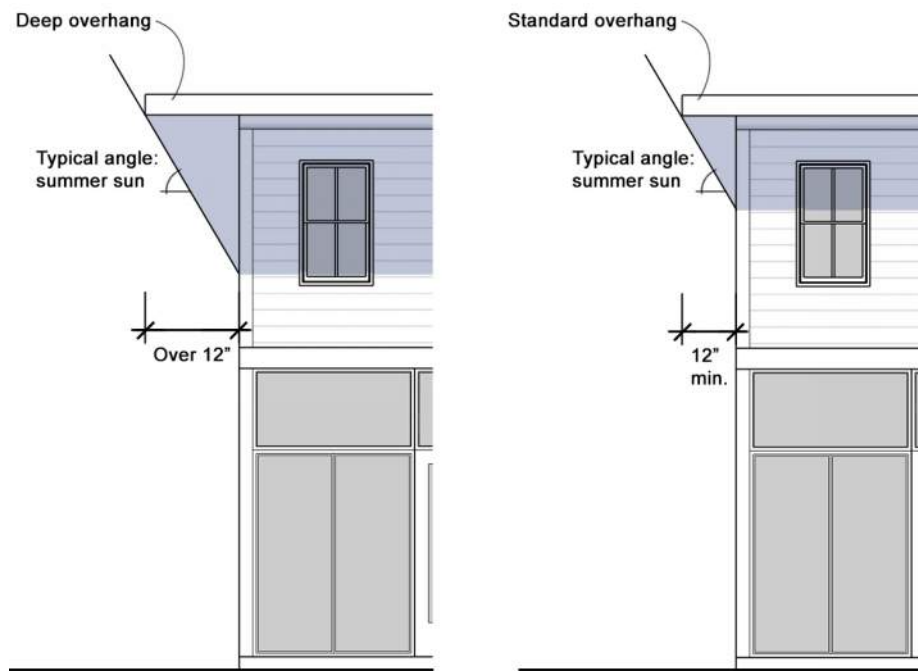 Deep overhang
Typical angle:
summer sun
Over 12”
Standard overhang
Typical angle:
summer sun
12”
min.